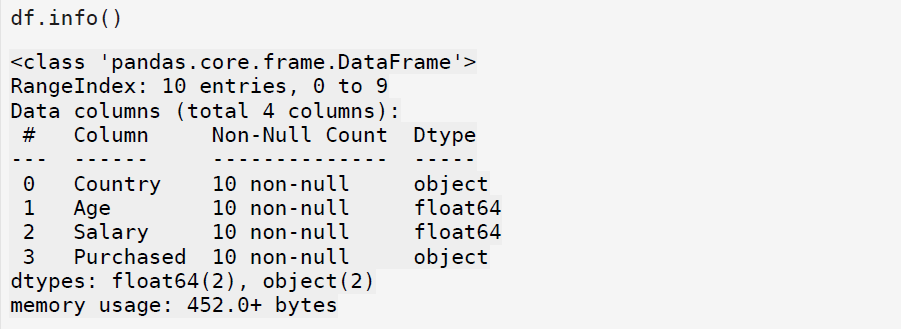 df.info()
<class 'pandas.core.frame.DataFrame'>
RangeIndex: 10 entries, 0 to 9
Data columns (total 4 columns):
 #   Column     Non-Null Count  Dtype
---  ------     --------------  -----
 0   Country    10 non-null     object
 1   Age        10 non-null     float64
 2   Salary     10 non-null     float64
 3   Purchased  10 non-null     object
dtypes: float64(2), object(2)
memory usage: 452.0+ bytes